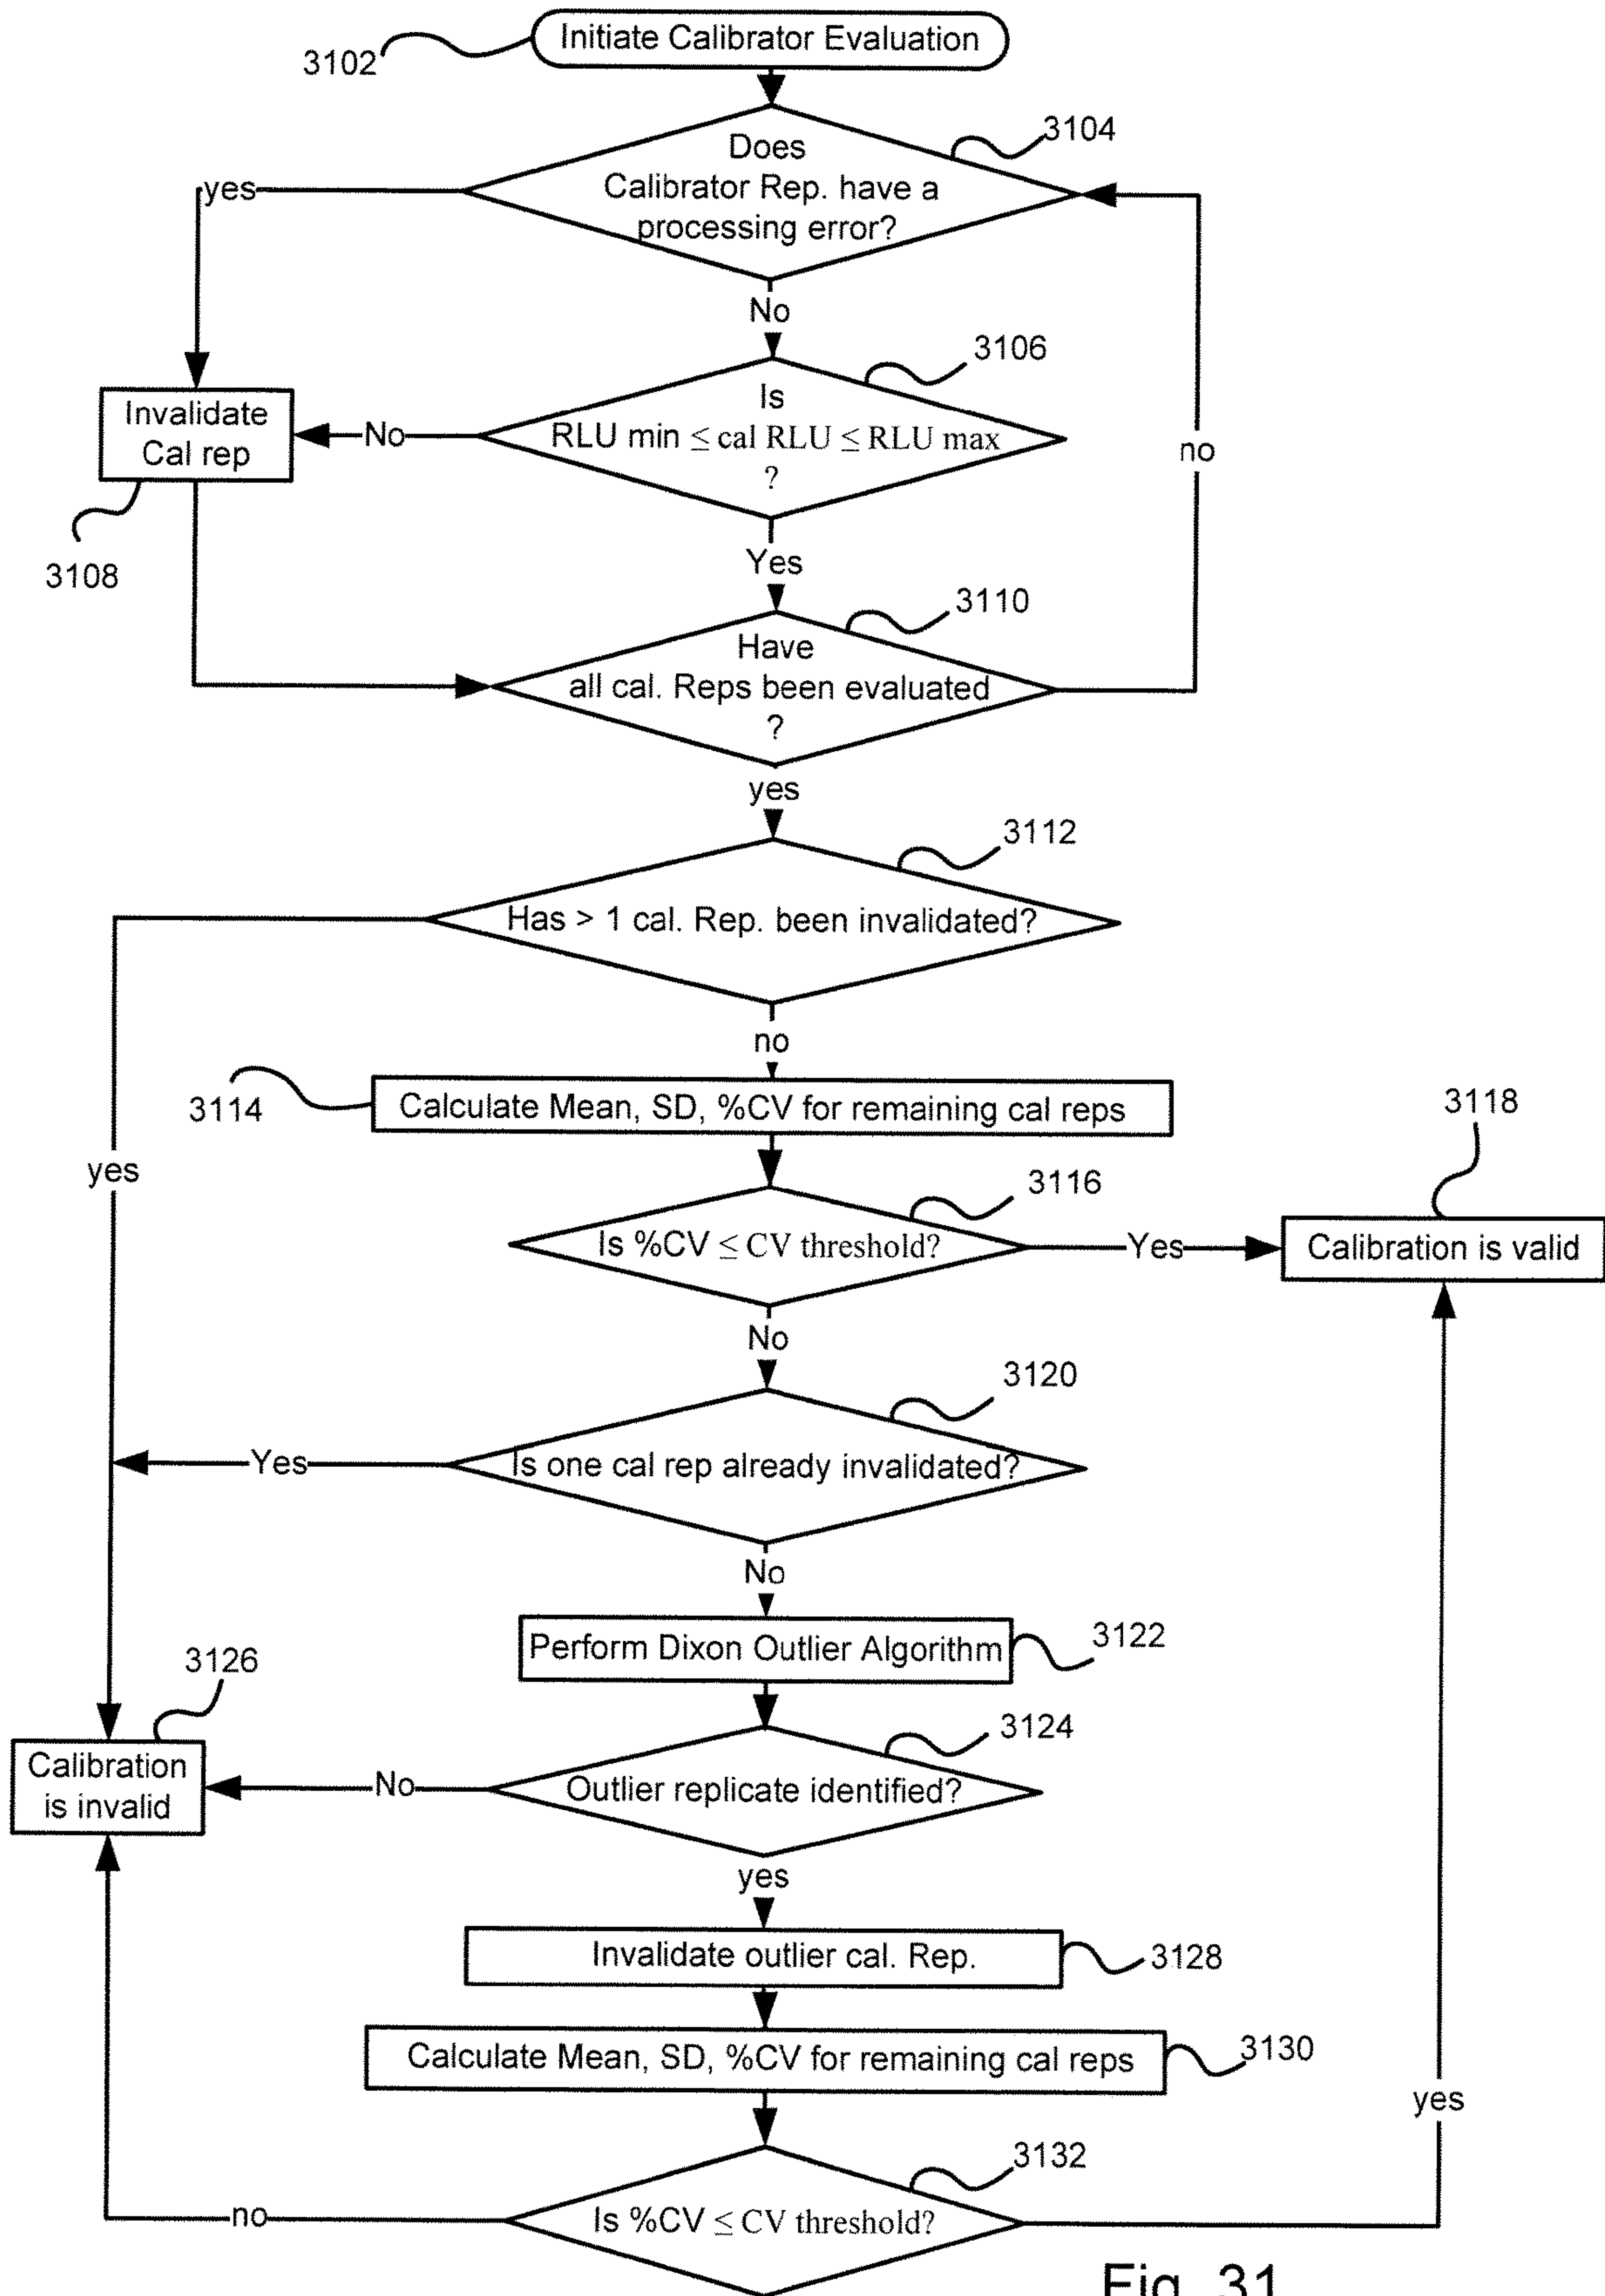 Initiate Calibrator Evaluation
3102
3104
Does
Calibrator Rep. have a
processing error?
yes
No
3106
Is
RLU min ≤ cal RLU ≤ RLU max
?
No
Invalidate
Cal rep
3108
no
Yes
3110
Have
all cal. Reps been evaluated
?
yes
3112
Has > 1 cal. Rep. been invalidated?
yes
no
3114
Calculate Mean, SD, %CV for remaining cal reps
3118
3116
Is %CV ≤ CV threshold?
Yes
Calibration is valid
No
3120
Is one cal rep already invalidated?
Yes
No
Perform Dixon Outlier Algorithm
3122
3126
3124
Calibration
is invalid
No
Outlier replicate identified?
yes
Invalidate outlier cal. Rep.
3128
Calculate Mean, SD, %CV for remaining cal reps
3130
yes
3132
no
Is %CV ≤ CV threshold?
Fig. 31